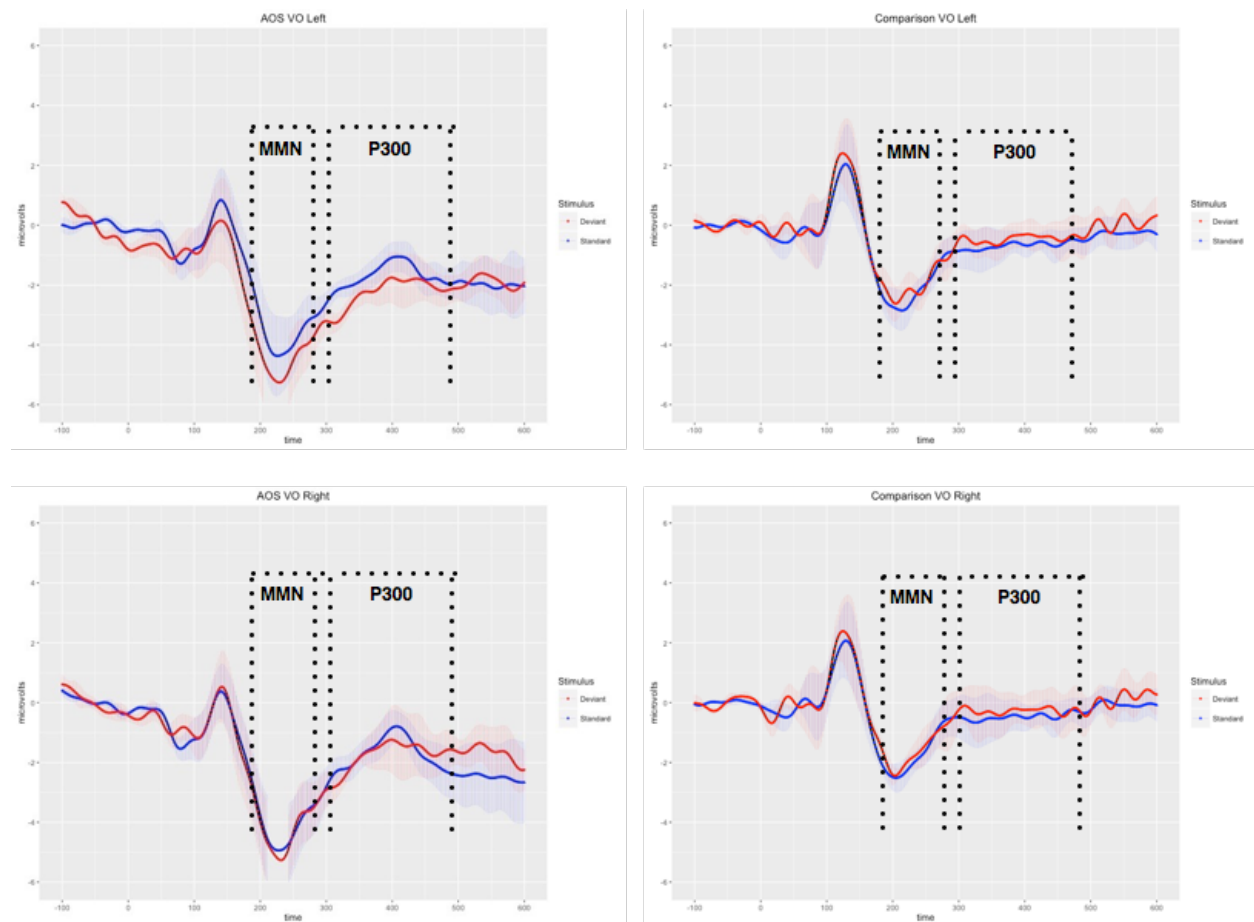 AOS VO Left
6
4
2
0
-2
-4
-6
microvolts
MMN
P300
-100 0 100 200 300 400 500 600
time
Stimulus
Deviant
Standard
Comparison VO Left
6
4
2
0
-2
-4
-6
microvolts
MMN
P300
-100 0 100 200 300 400 500 600
time
Stimulus
Deviant
Standard
AOS VO Right
6
4
2
0
-2
-4
-6
microvolts
MMN
P300
-100 0 100 200 300 400 500 600
time
Stimulus
Deviant
Standard
Comparison VO Right
6
4
2
0
-2
-4
-6
microvolts
MMN
P300
-100 0 100 200 300 400 500 600
time
Stimulus
Deviant
Standard